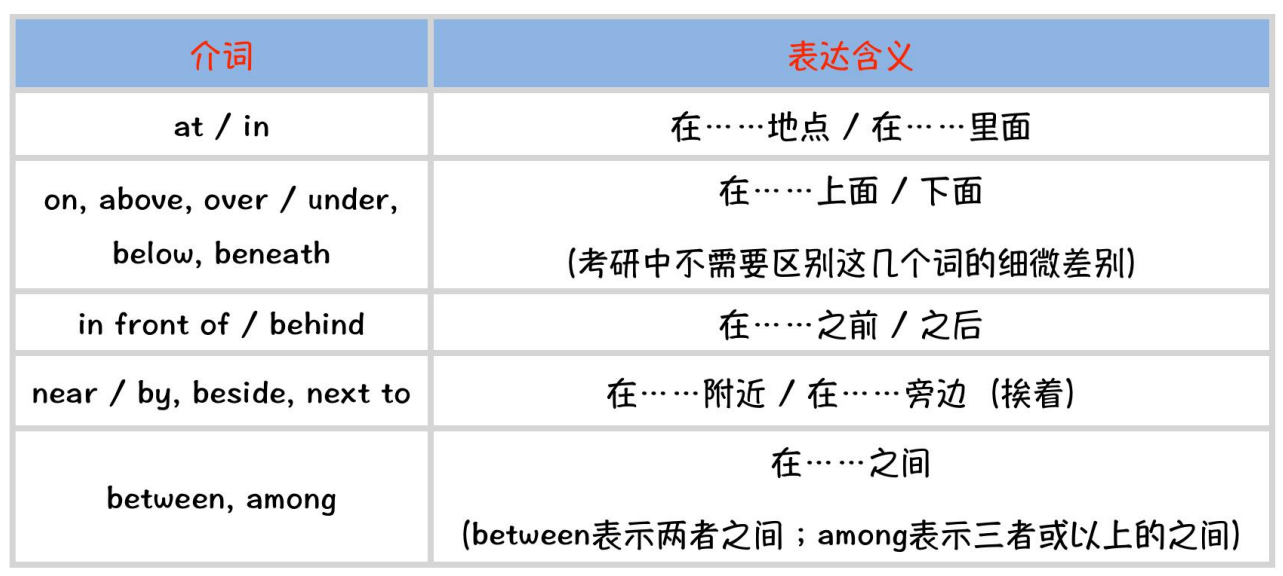 介词 表达含义
at / in 在……地点 / 在……里面
on, above, over / under,
below, beneath
在……上面 / 下面
(考研中不需要区别这几个词的细微差别)
in front of / behind 在……之前 / 之后
near / by, beside, next to 在……附近 / 在……旁边（挨着)
between, among
在……之间
(between表示两者之间；among表示三者或以上的之间)